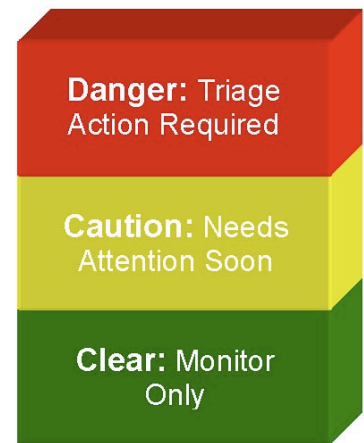 Danger: Triage
Action Required
Caution: Needs
Attention Soon
Clear: Monitor
Only